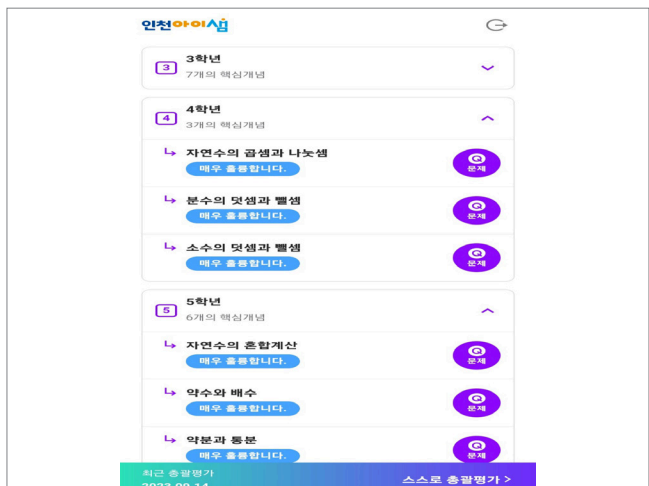 인천아이샘
3 3학년
7개의 핵심개념
4 4학년
3개의 핵심개념
자연수의 곱셈과 나눗셈
매우 훌륭합니다.
Q
문제
분수의 덧셈과 뺄셈
매우 훌륭합니다.
Q
문제
소수의 덧셈과 뺄셈
매우 훌륭합니다.
Q
문제
5 5학년
6개의 핵심개념
자연수의 혼합계산
매우 훌륭합니다.
Q
문제
약수와 배수
매우 훌륭합니다.
Q
문제
약분과 통분
매우 훌륭합니다.
Q
문제
최근 총괄평가
스스로 총괄평가 >
2023.09.14